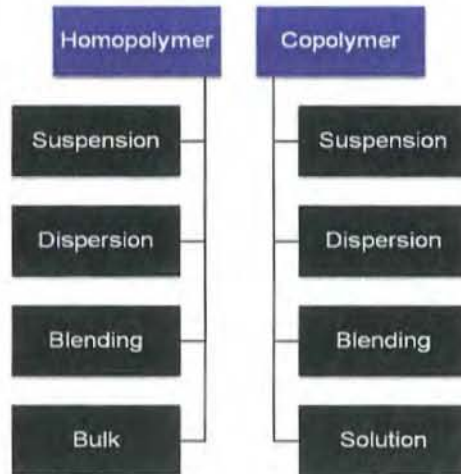 Homopolymer
Suspension
Dispersion
Blending
Bulk
Copolymer
Suspension
Dispersion
Blending
Solution